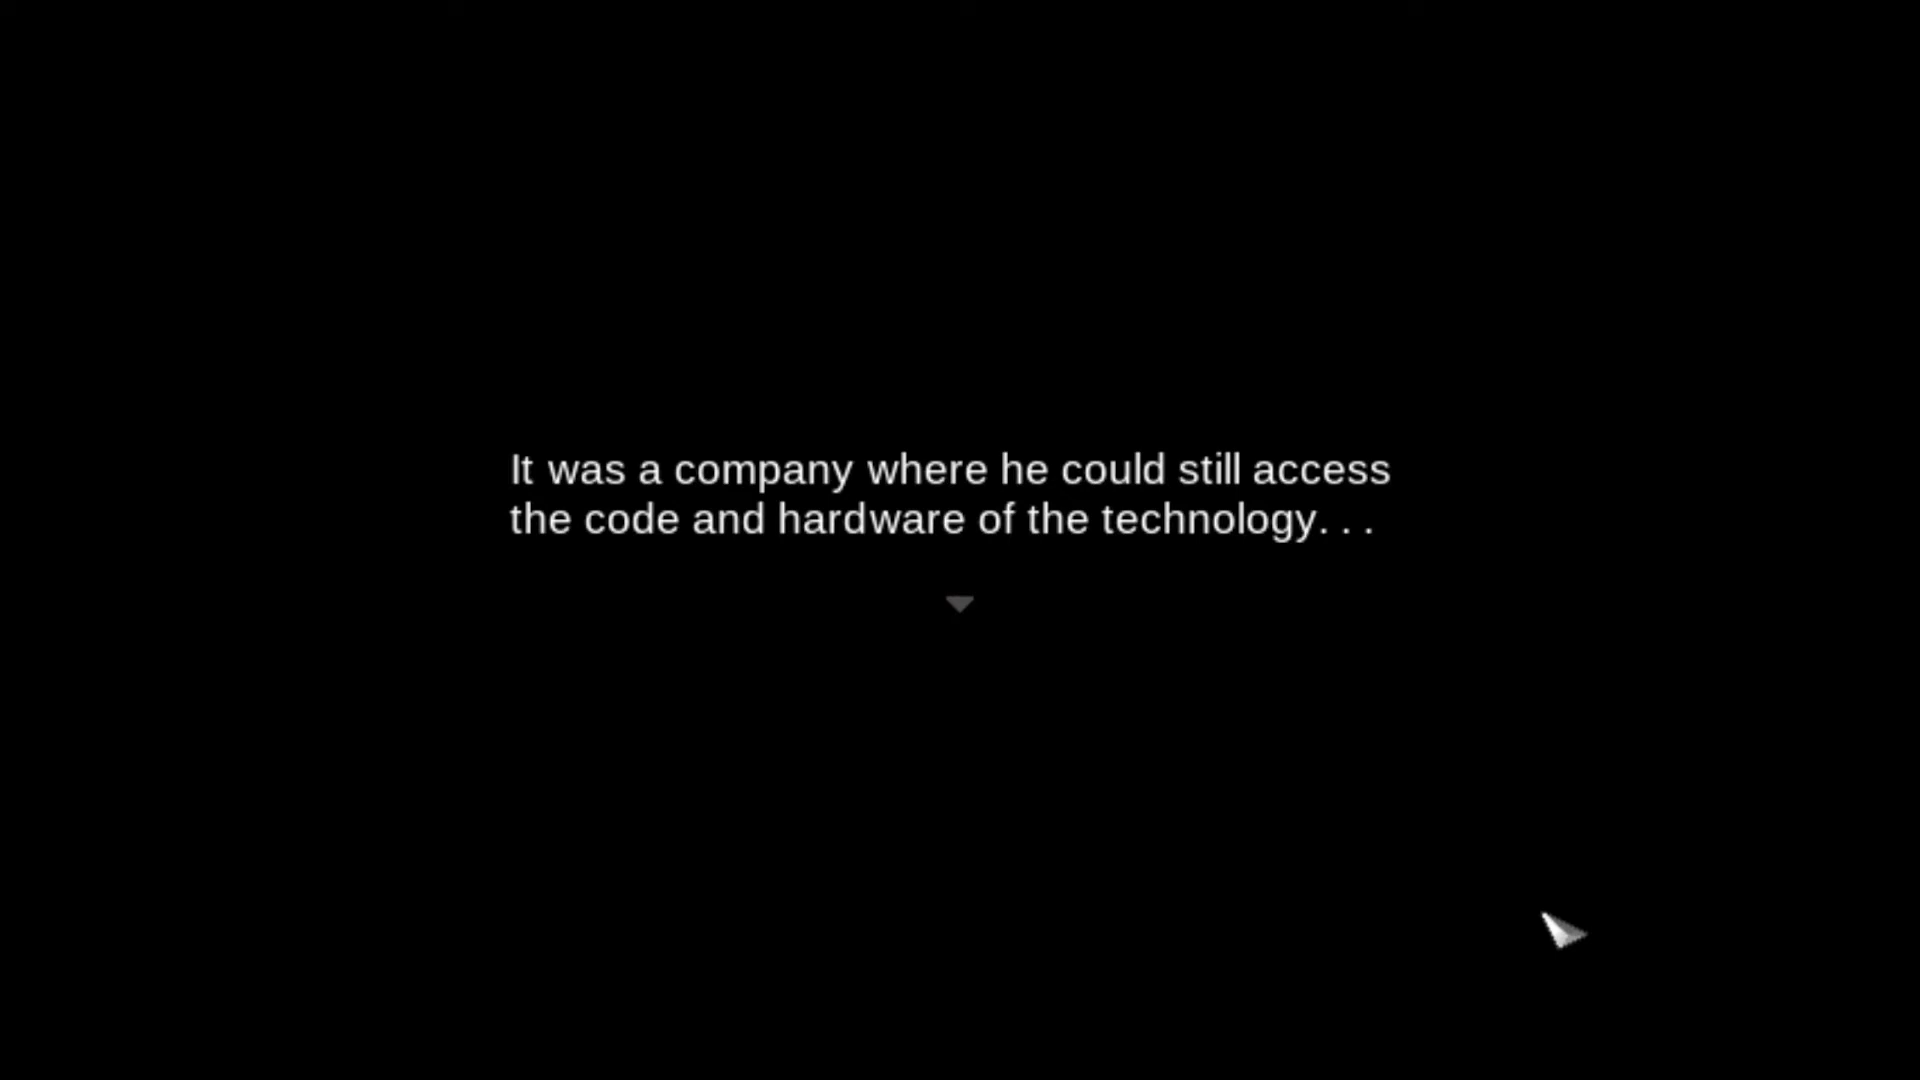 It was a company where he could still access
the code and hardware of the technology. . .